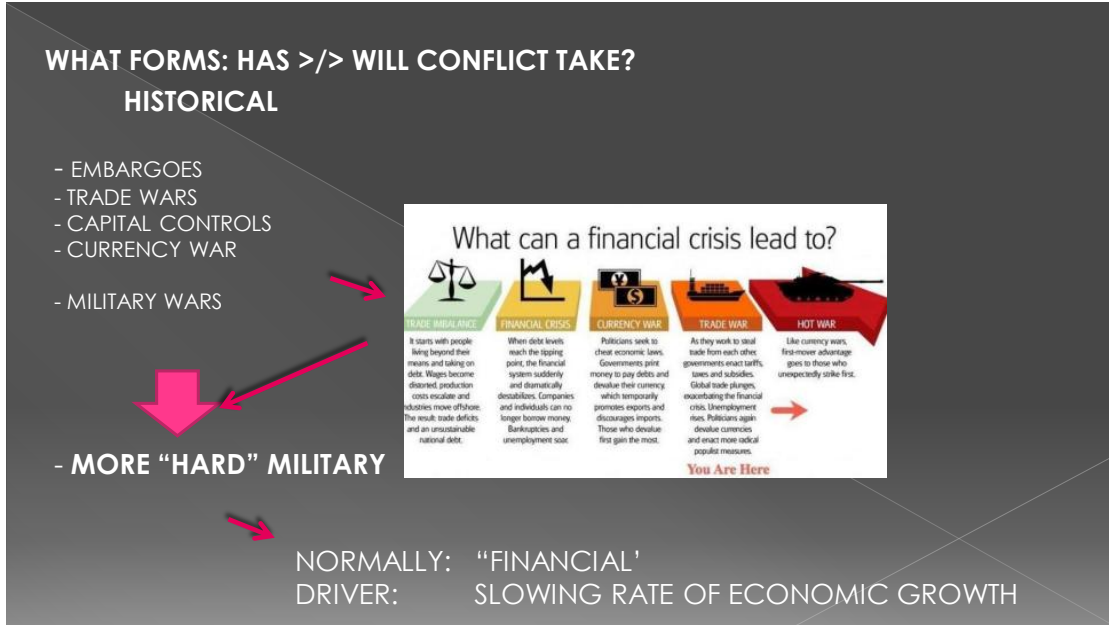 WHAT FORMS: HAS >/> WILL CONFLICT TAKE?
HISTORICAL
- EMBARGOES
- TRADE WARS
- CAPITAL CONTROLS
- CURRENCY WAR
- MILITARY WARS
- MORE “HARD” MILITARY
What can a financial crisis lead to?
TRADE IMBALANCE
It starts with people
living beyond their
means and taking on
debt. Wages become
distorted, production
costs escalate and
industries move offshore.
The result: trade deficits
and an unsustainable
national debt.
FINANCIAL CRISIS
When debt levels
reach the tipping
point, the financial
system suddenly
and dramatically
destabilizes. Companies
and individuals can no
longer borrow money.
Bankruptcies and
unemployment soar.
CURRENCY WAR
¥
$
Politicians seek to
cheat economic laws.
Governments print
money to pay debts and
devalue their currency,
which temporarily
promotes exports and
discourages imports.
Those who devalue
first gain the most.
TRADE WAR
As they work to steal
trade from each other,
governments enact tariffs,
taxes and subsidies.
Global trade plunges,
exacerbating the financial
crisis. Unemployment
rises. Politicians again
devalue currencies
and enact more radical
populist measures.
You Are Here
HOT WAR
Like currency wars,
first-mover advantage
goes to those who
unexpectedly strike first.
NORMALLY: “FINANCIAL’
DRIVER: SLOWING RATE OF ECONOMIC GROWTH